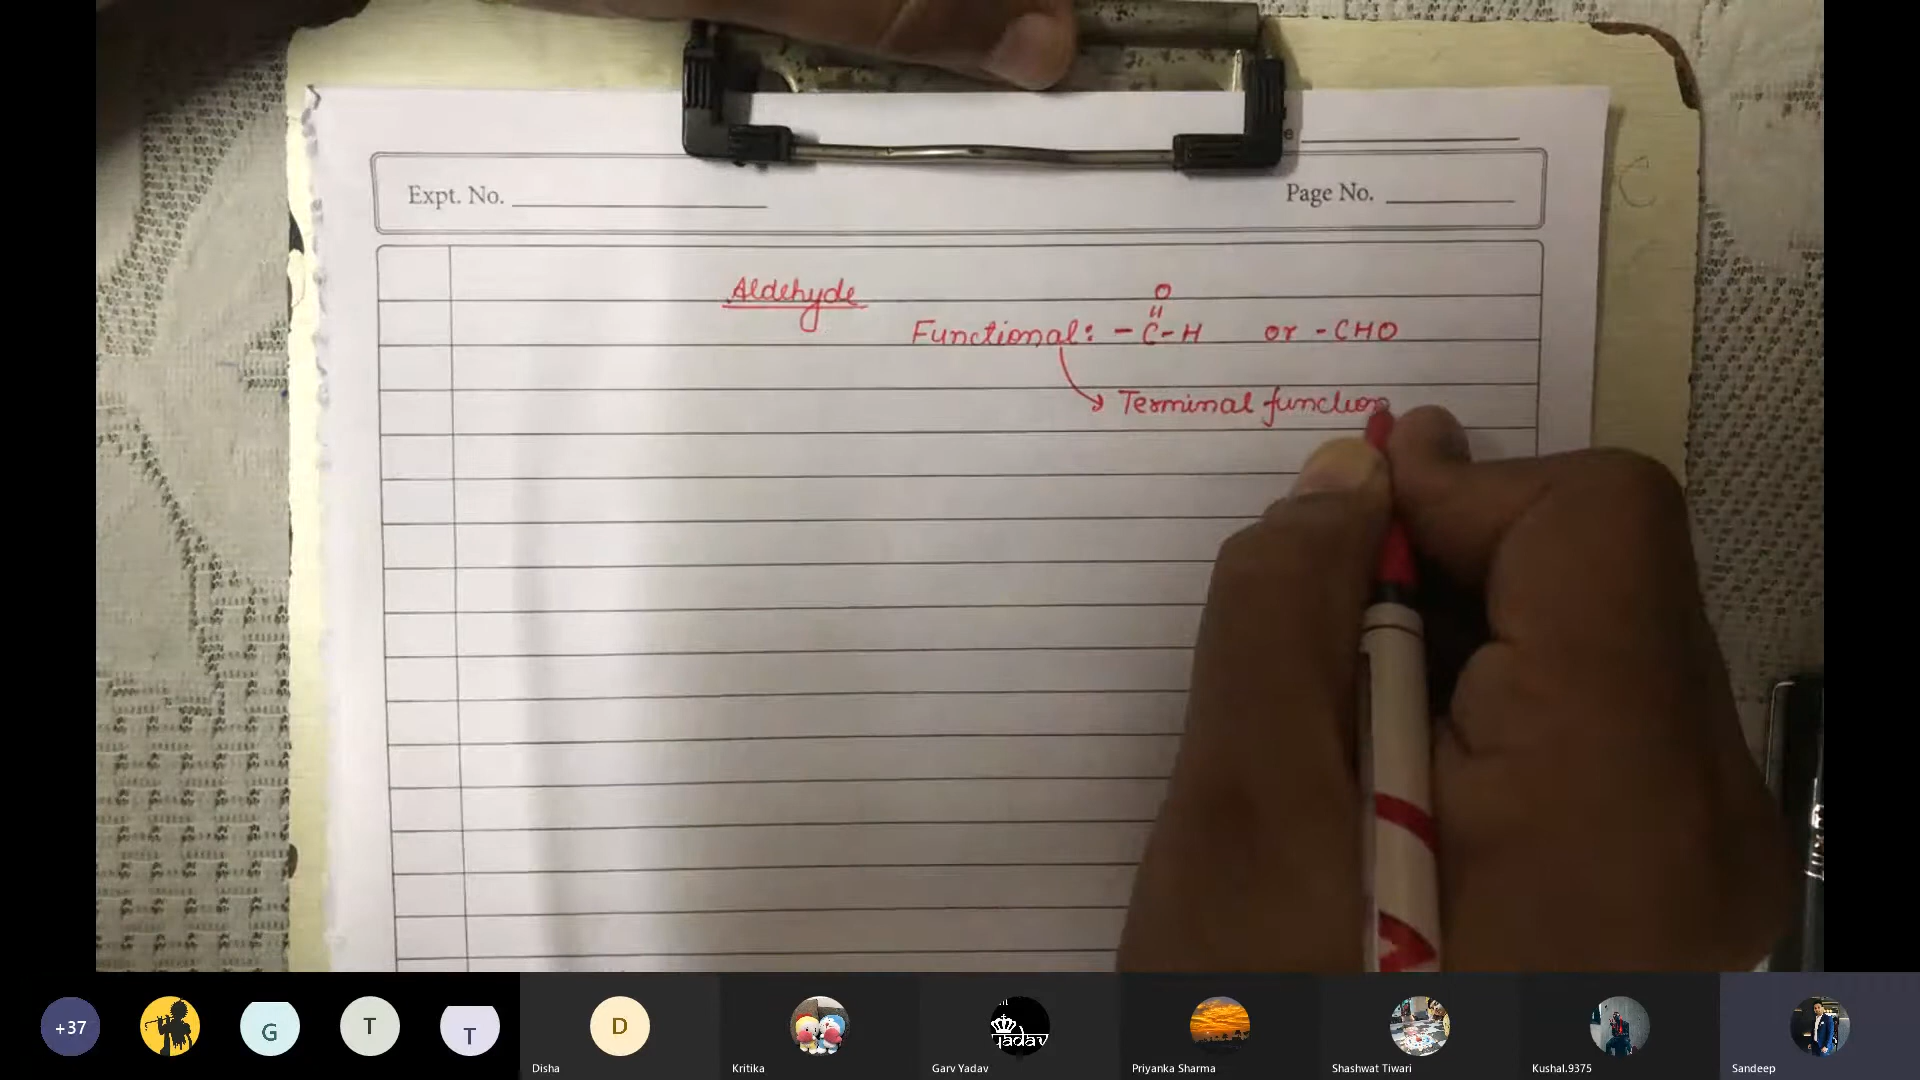 e
Expt. No.
Page No.
Aldehyde
O
"
Functional: - C - H or - CHO
Terminal function
+37
G
T
T
D
yadav
Disha
Kritika
Garv Yadav
Priyanka Sharma
Shashwat Tiwari
Kushal.9375
Sandeep